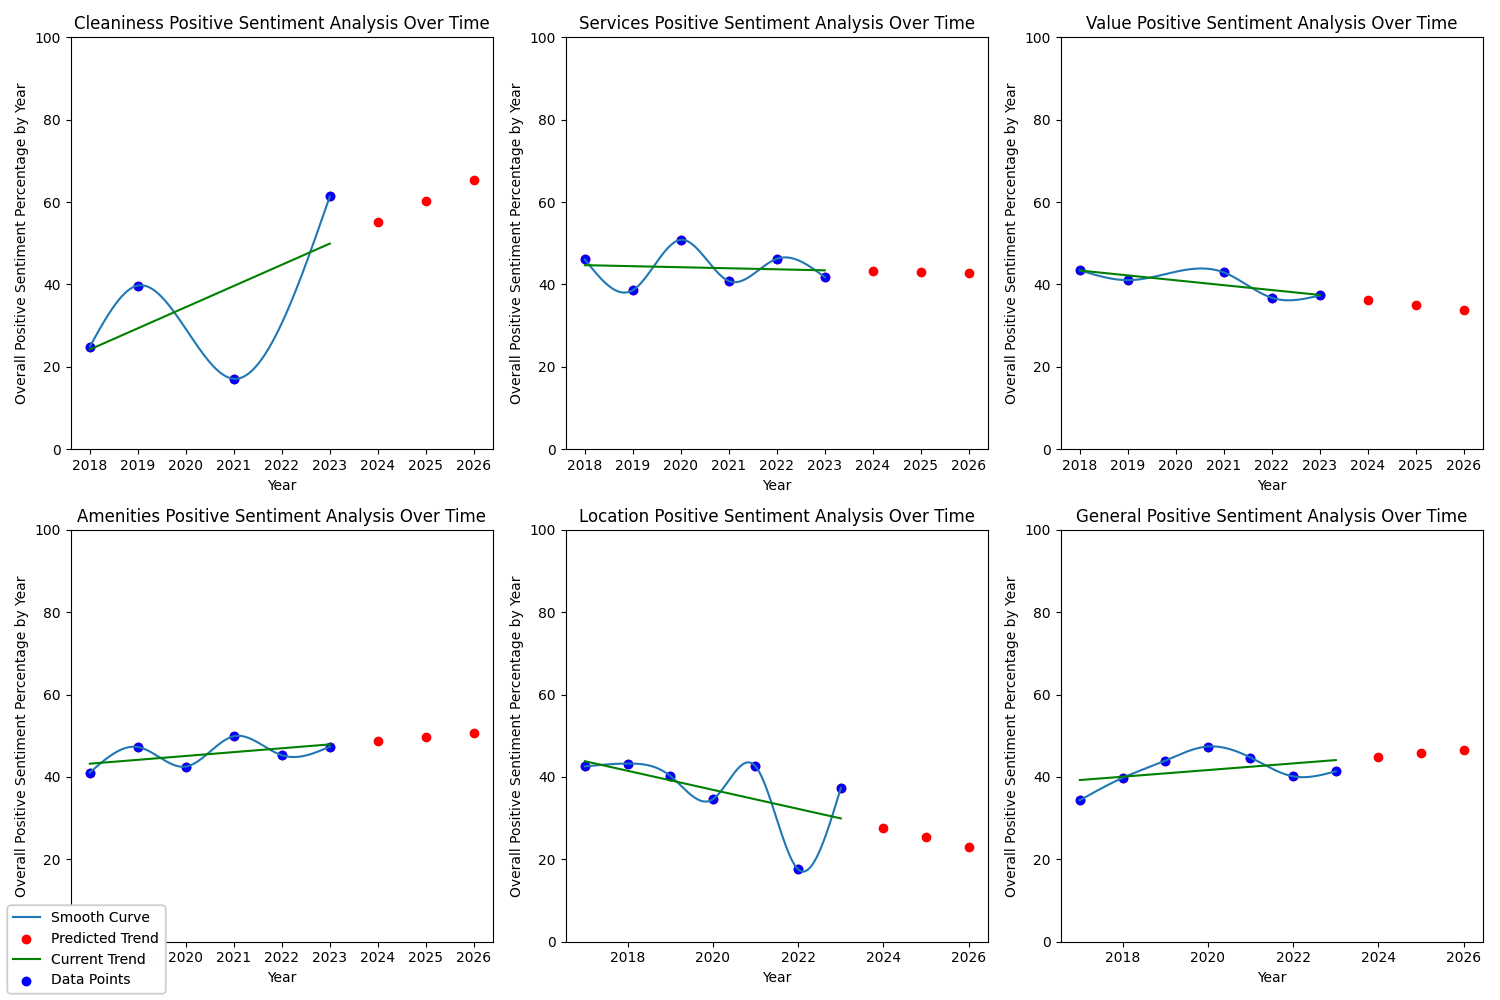 Cleaniness Positive Sentiment Analysis Over Time
Overall Positive Sentiment Percentage by Year
100
80
60
40
20
0
2018 2019 2020 2021 2022 2023 2024 2025 2026
Year
Services Positive Sentiment Analysis Over Time
Overall Positive Sentiment Percentage by Year
100
80
60
40
20
0
2018 2019 2020 2021 2022 2023 2024 2025 2026
Year
Value Positive Sentiment Analysis Over Time
Overall Positive Sentiment Percentage by Year
100
80
60
40
20
0
2018 2019 2020 2021 2022 2023 2024 2025 2026
Year
Amenities Positive Sentiment Analysis Over Time
Overall Positive Sentiment Percentage by Year
100
80
60
40
20
2020 2021 2022 2023 2024 2025 2026
Year
Smooth Curve
Predicted Trend
Current Trend
Data Points
Location Positive Sentiment Analysis Over Time
Overall Positive Sentiment Percentage by Year
100
80
60
40
20
0
2018 2020 2022 2024 2026
Year
General Positive Sentiment Analysis Over Time
Overall Positive Sentiment Percentage by Year
100
80
60
40
20
0
2018 2020 2022 2024 2026
Year